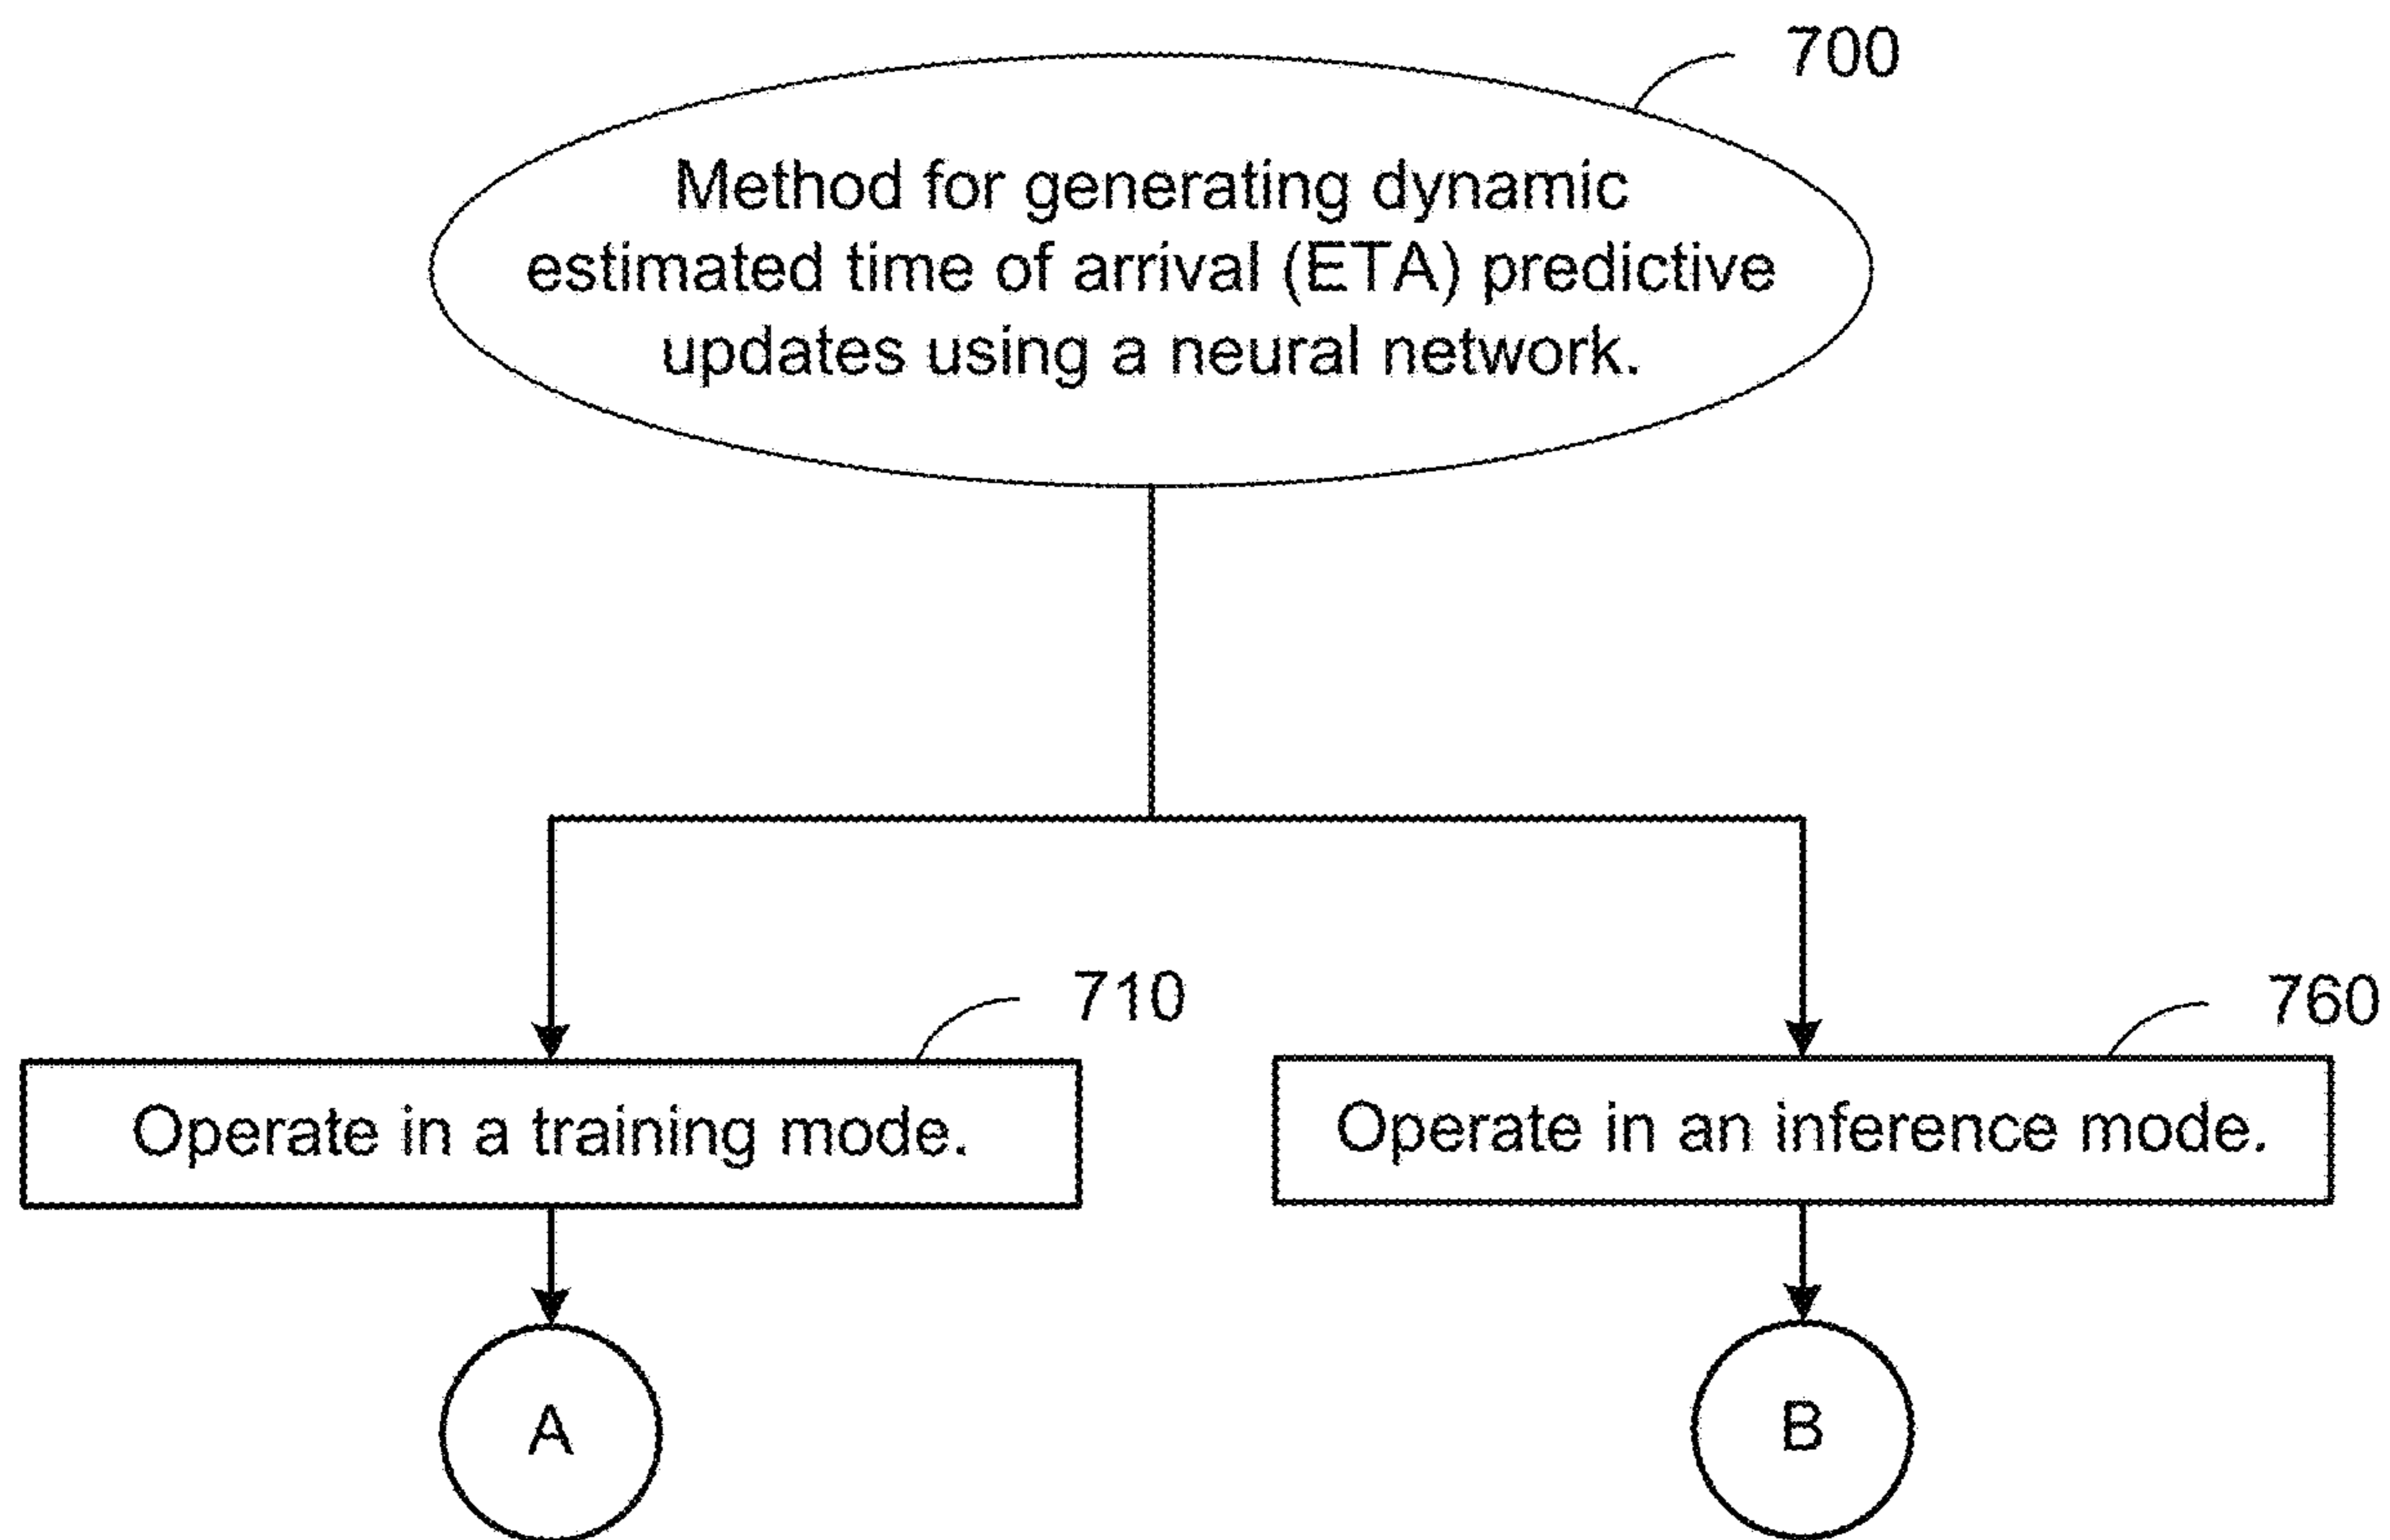 700
Method for generating dynamic
estimated time of arrival (ETA) predictive
updates using a neural network.
710
760
Operate in a training mode.
Operate in an inference mode.
A
B